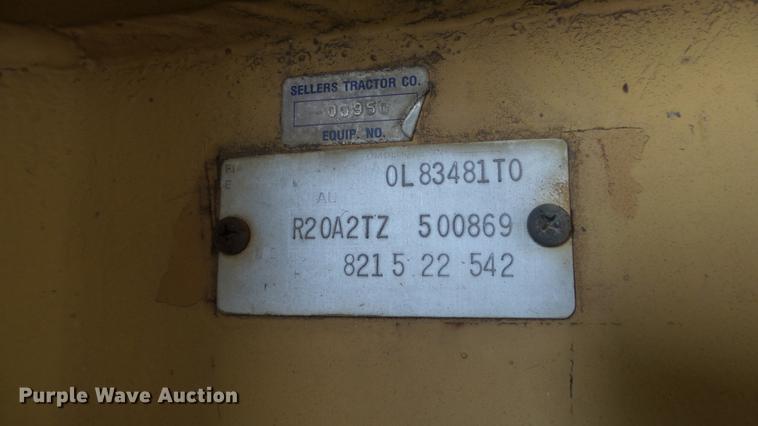 SELLERS TRACTOR CO.
EQUIP. NO.
0L83481T0
R20A2TZ 500869
821 5 22 542
Purple Wave Auction®